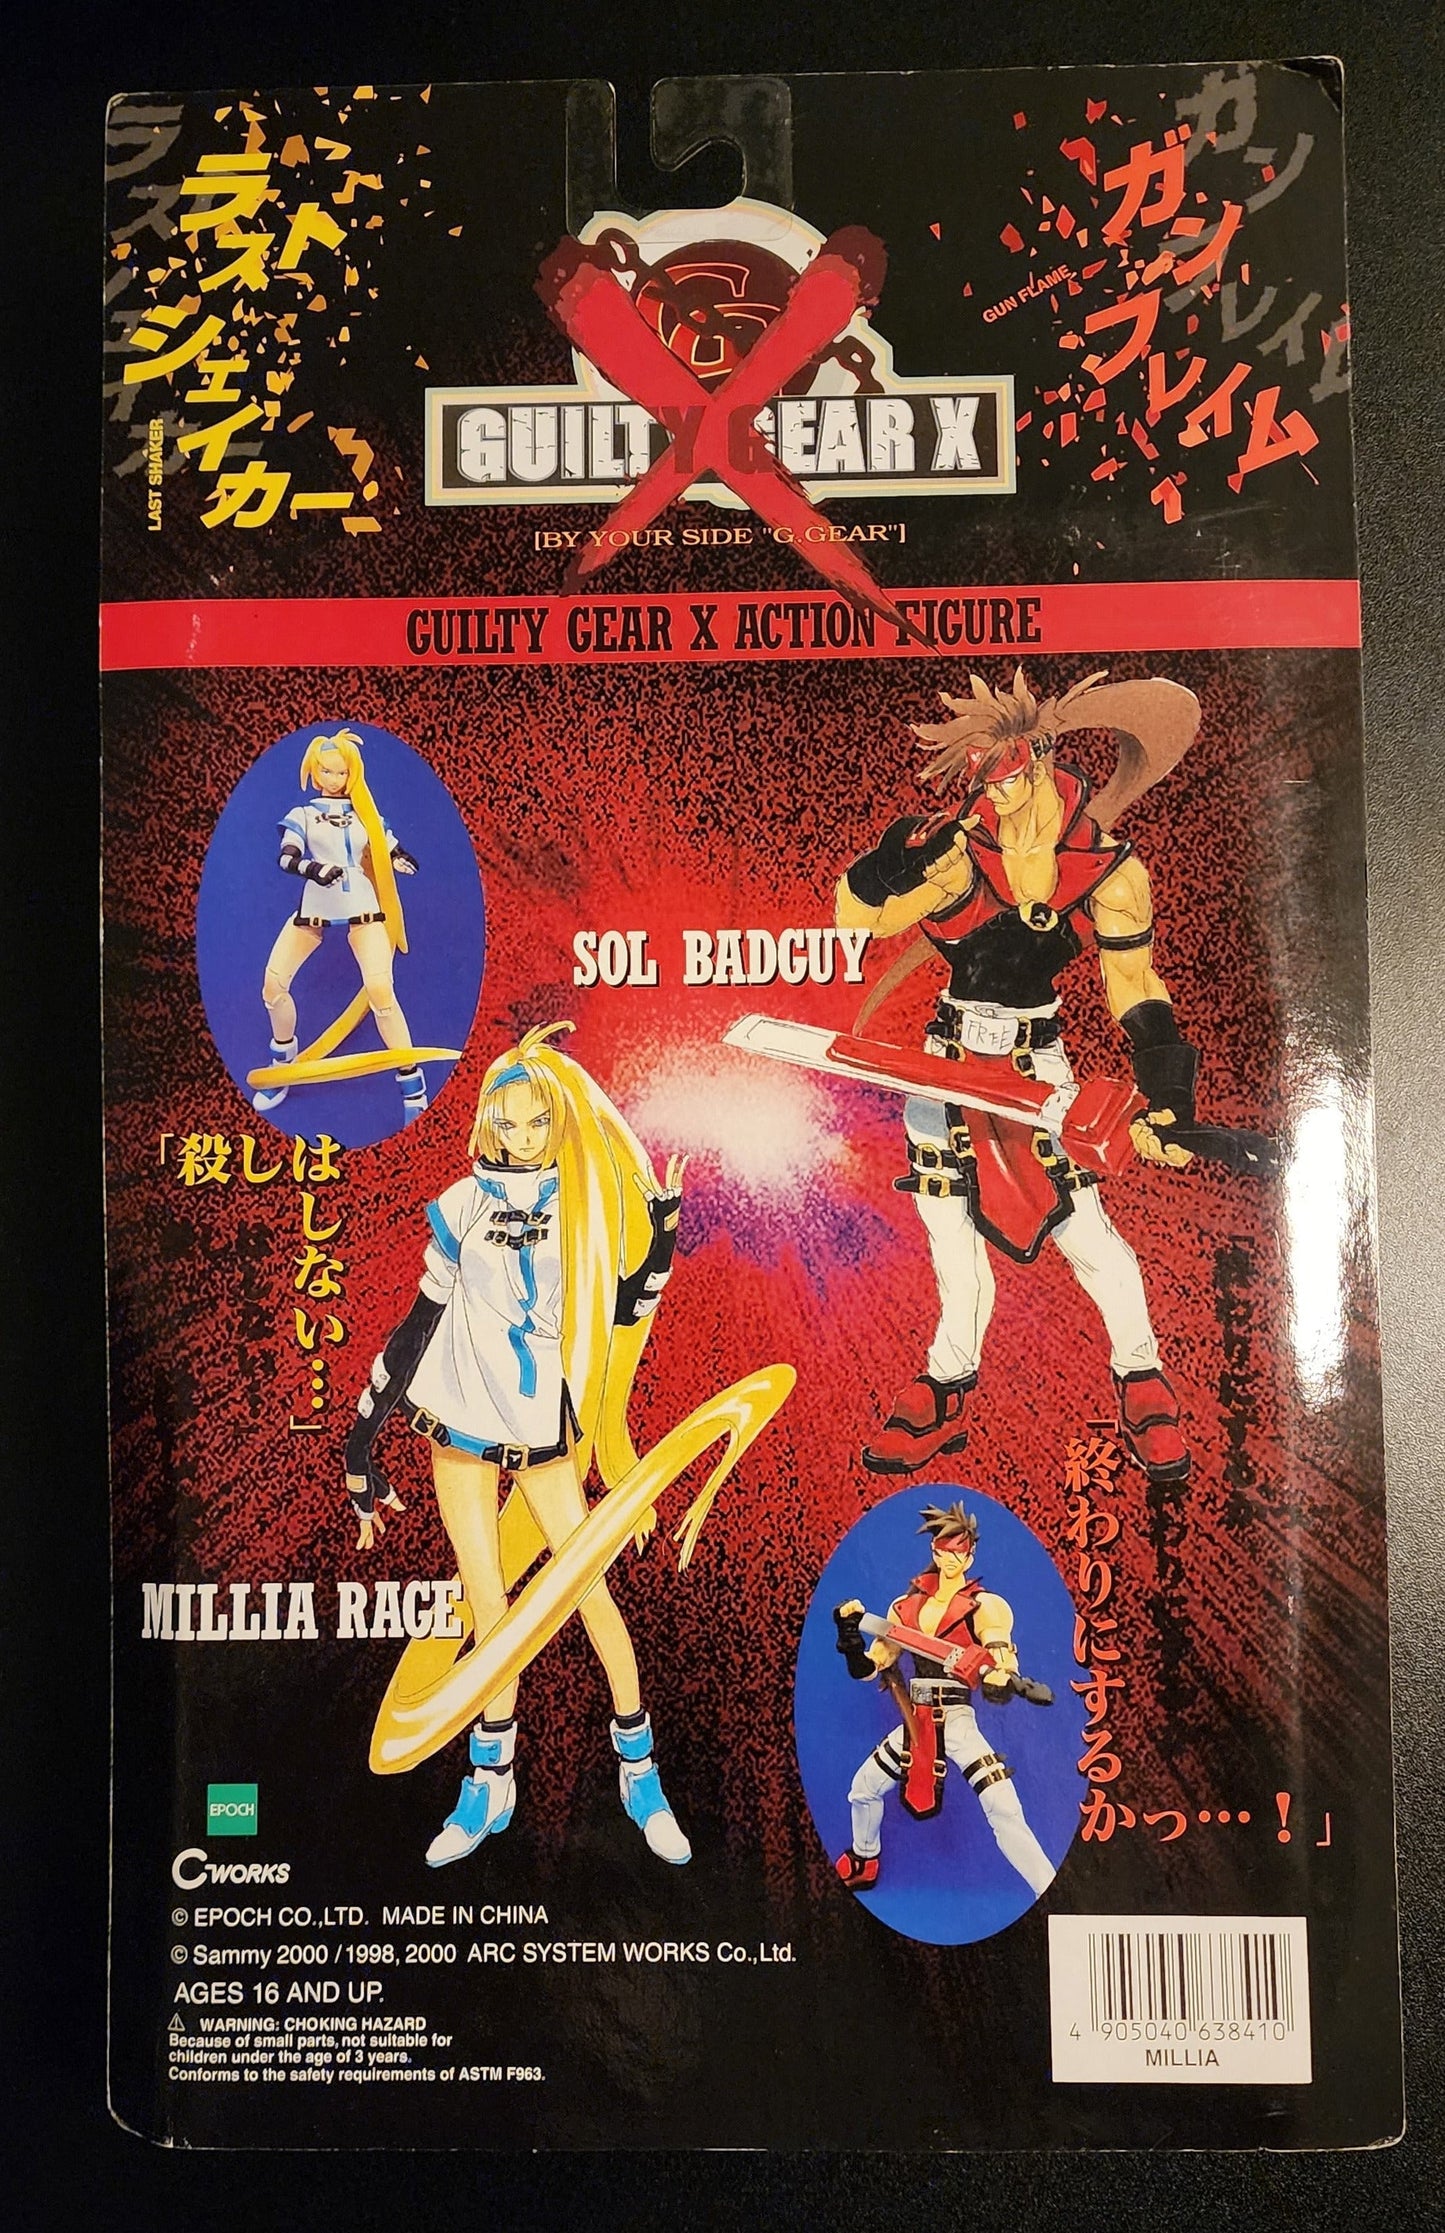 ラスト
シェイカー
LAST SHAKER
ガン
フレイム
GUN FLAME
GUILTY GEAR X
[BY YOUR SIDE "G.GEAR"]
GUILTY GEAR X ACTION FIGURE
SOL BADGUY
FREE
「殺しはしない…」
MILLIA RAGE
「終わりにするかっ…！」
EPOCH
C-WORKS
© EPOCH CO.,LTD. MADE IN CHINA
© Sammy 2000 / 1998, 2000 ARC SYSTEM WORKS Co.,Ltd.
AGES 16 AND UP.
⚠ WARNING: CHOKING HAZARD
Because of small parts, not suitable for
children under the age of 3 years.
Conforms to the safety requirements of ASTM F963.
4 905040 638410
MILLIA